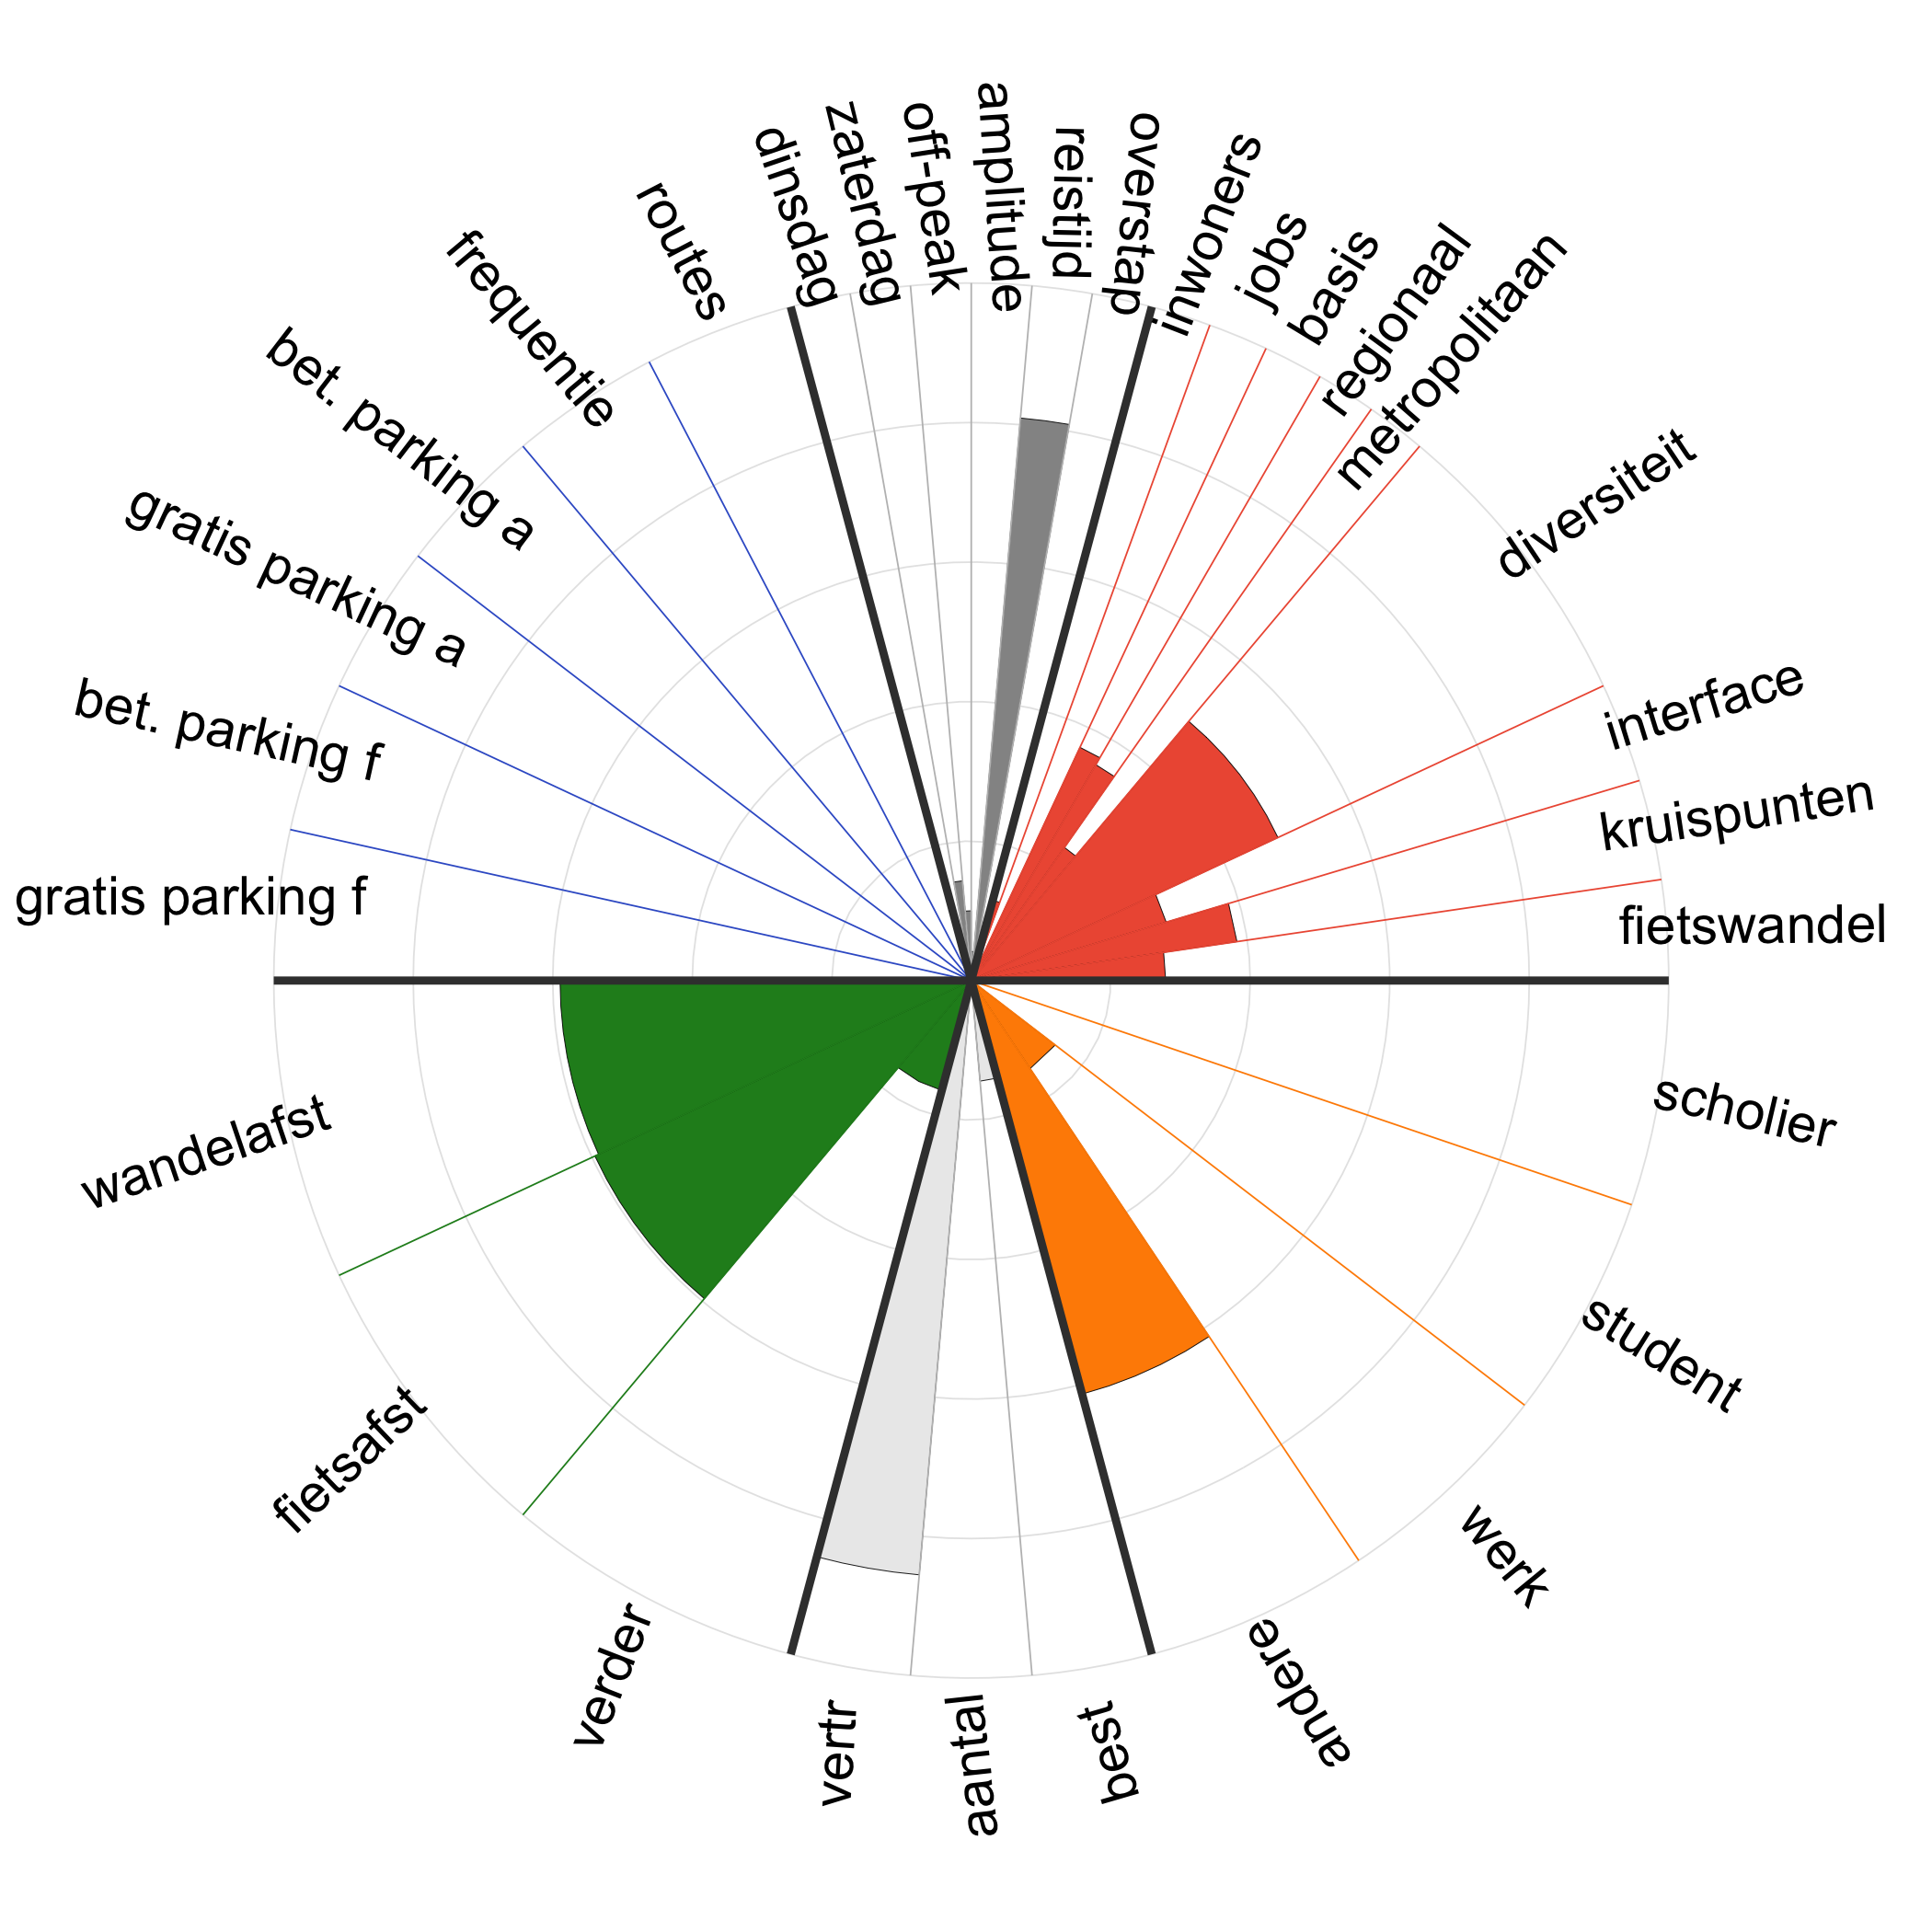 dinsdag
zaterdag
off-peak
amplitude
reistijd
overstap
inwoners
jobs
basis
regionaal
metropolitaan
diversiteit
interface
kruispunten
fietswandel
scholier
student
werk
andere
best
aantal
vertr
verder
fietsafst
wandelafst
gratis parking f
bet. parking f
gratis parking a
bet. parking a
frequentie
routes